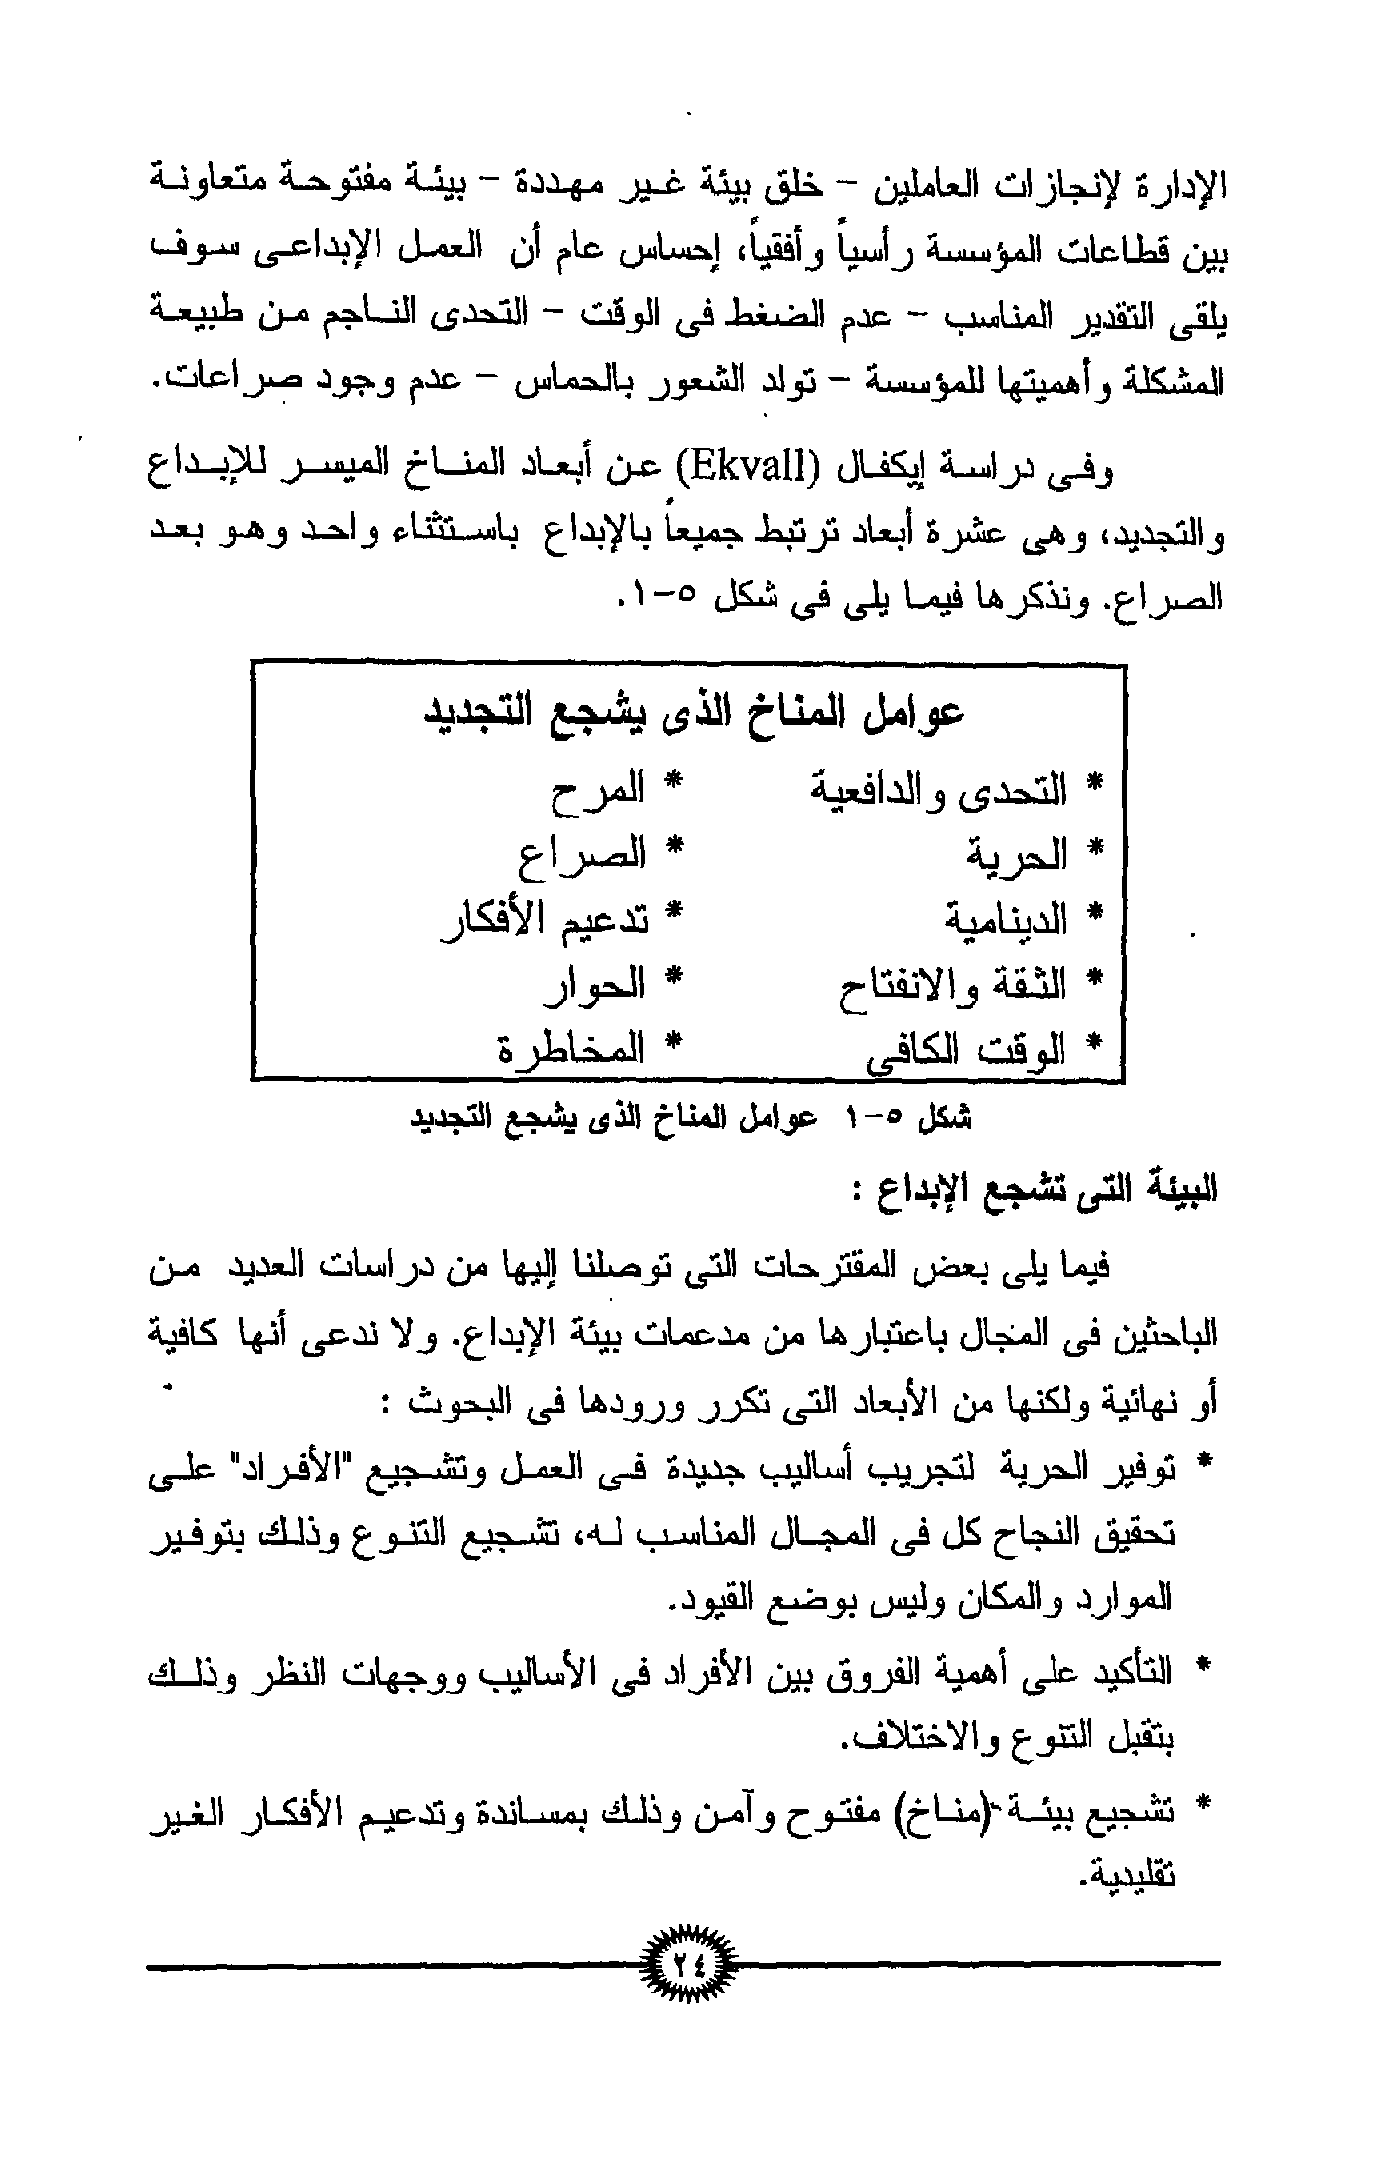 الإدارة لإنجازات العاملين – خلق بيئة غير مهددة – بيئة مفتوحة متعاونة
بين قطاعات المؤسسة رأسياً وأفقياً، إحساس عام أن العمل الإبداعى سوف
يلقى التقدير المناسب – عدم الضغط فى الوقت – التحدى الناجم من طبيعة
المشكلة وأهميتها للمؤسسة – تولد الشعور بالحماس – عدم وجود صراعات.
وفى دراسة إيكفال (Ekvall) عن أبعاد المناخ الميسر للإبداع
والتجديد، وهى عشرة أبعاد ترتبط جميعاً بالإبداع باستثناء واحد وهو بعد
الصراع. ونذكرها فيما يلى فى شكل ٥-١.
عوامل المناخ الذى يشجع التجديد
* التحدى والدافعية * المرح
* الحرية * الصراع
* الدينامية * تدعيم الأفكار
* الثقة والانفتاح * الحوار
* الوقت الكافى * المخاطرة
شكل ٥-١ عوامل المناخ الذى يشجع التجديد
البيئة التى تشجع الإبداع :
فيما يلى بعض المقترحات التى توصلنا إليها من دراسات العديد من
الباحثين فى المجال باعتبارها من مدعمات بيئة الإبداع. ولا ندعى أنها كافية
أو نهائية ولكنها من الأبعاد التى تكرر ورودها فى البحوث :
* توفير الحرية لتجريب أساليب جديدة فى العمل وتشجيع "الأفراد" على
تحقيق النجاح كل فى المجال المناسب له، تشجيع التنوع وذلك بتوفير
الموارد والمكان وليس بوضع القيود.
* التأكيد على أهمية الفروق بين الأفراد فى الأساليب ووجهات النظر وذلك
بتقبل التنوع والاختلاف.
* تشجيع بيئة (مناخ) مفتوح وآمن وذلك بمساندة وتدعيم الأفكار الغير
تقليدية.
٢٤